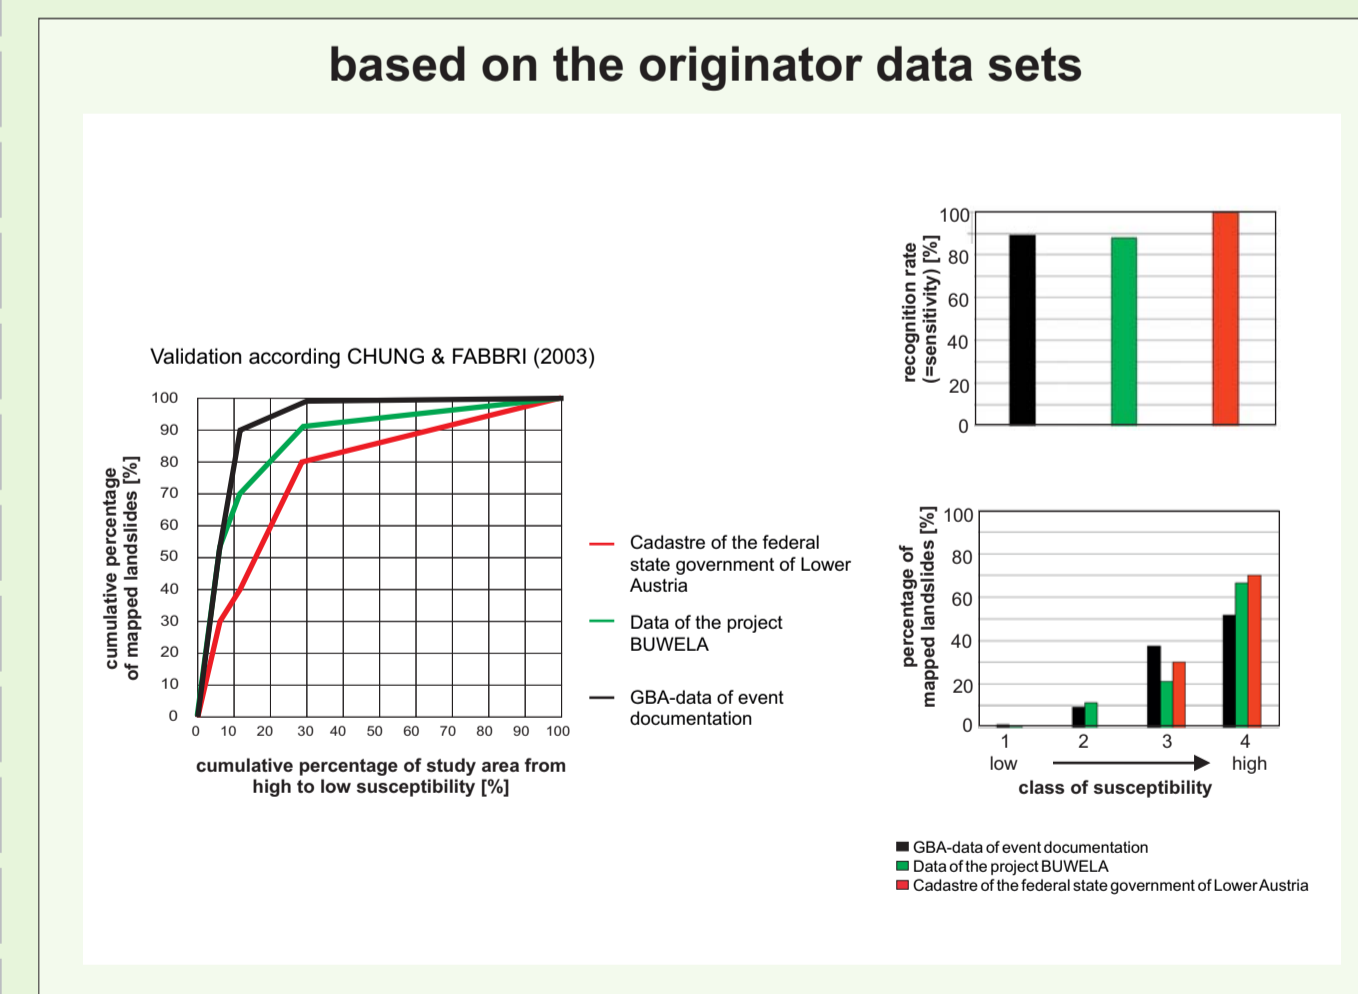 based on the originator data sets
Validation according CHUNG & FABBRI (2003)
cumulative percentage
of mapped landslides [%]
100
90
80
70
60
50
40
30
20
10
0
0 10 20 30 40 50 60 70 80 90 100
cumulative percentage of study area from
high to low susceptibility [%]
Cadastre of the federal
state government of Lower
Austria
Data of the project
BUWELA
GBA-data of event
documentation
recognition rate
(=sensitivity) [%]
100
80
60
40
20
0
percentage of
mapped landslides [%]
100
80
60
40
20
0
1 2 3 4
low high
class of susceptibility
GBA-data of event documentation
Data of the project BUWELA
Cadastre of the federal state government of Lower Austria